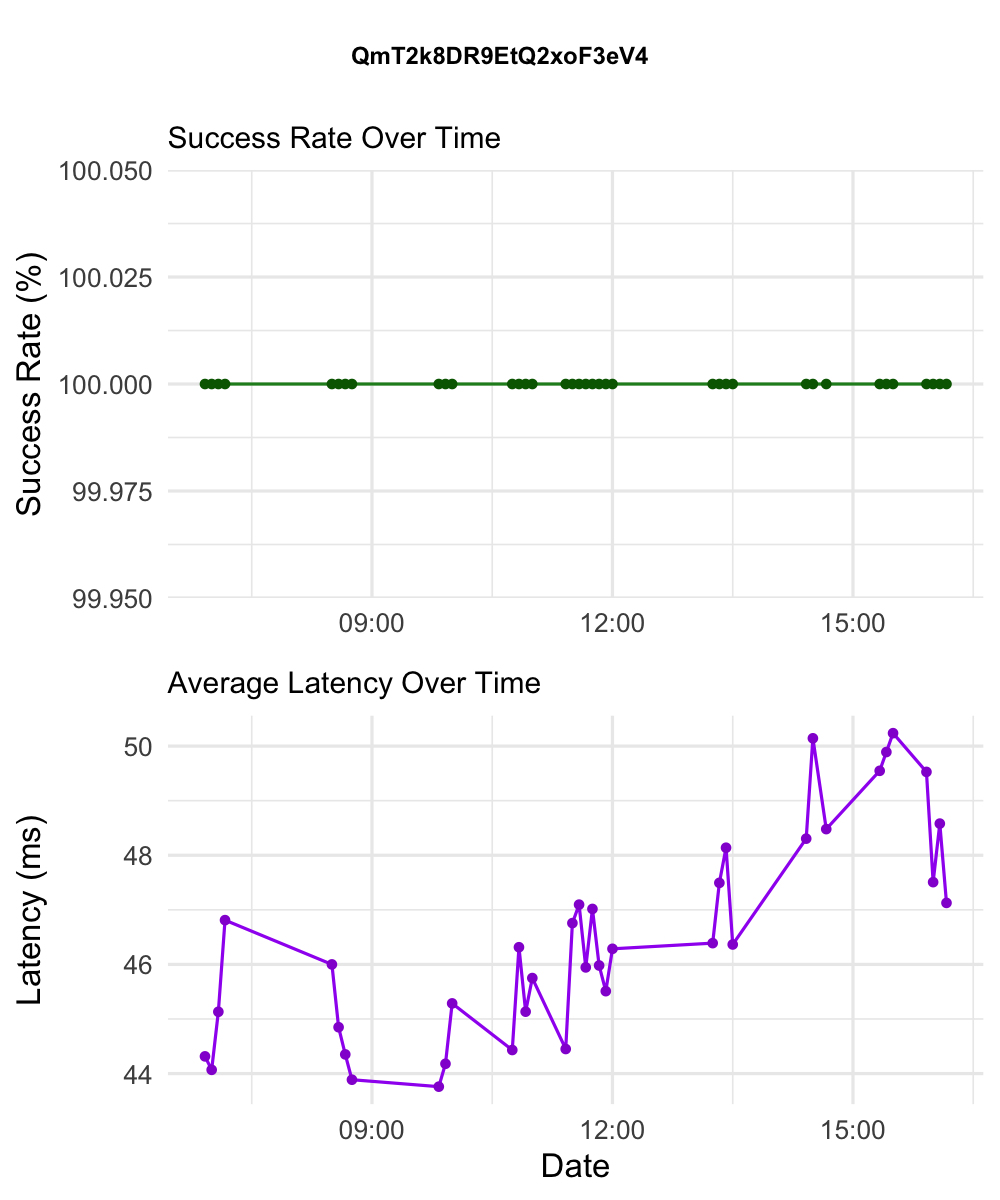 QmT2k8DR9EtQ2xoF3eV4
Success Rate Over Time
Success Rate (%)
100.050
100.025
100.000
99.975
99.950
09:00 12:00 15:00
Average Latency Over Time
Latency (ms)
50
48
46
44
09:00 12:00 15:00
Date